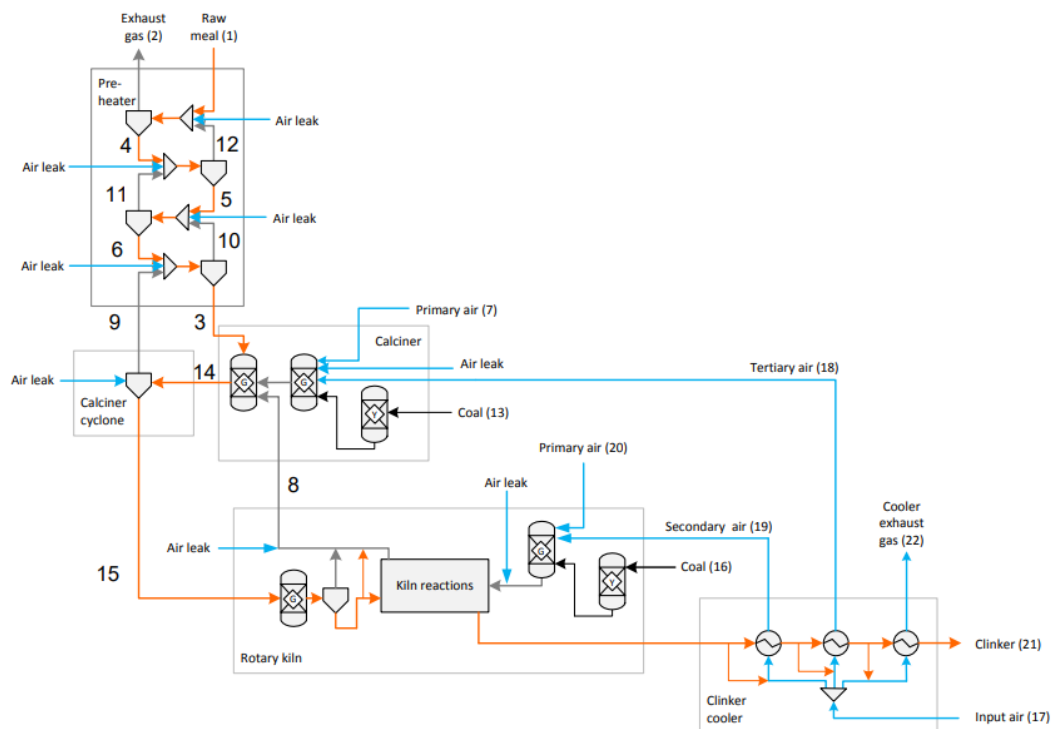 Exhaust
gas (2)
Raw
meal (1)
Pre-
heater
Air leak
4
12
Air leak
11
5
Air leak
6
10
Air leak
9
3
Primary air (7)
Calciner
Air leak
14
Tertiary air (18)
Air leak
G
G
Calciner
cyclone
Y
Coal (13)
8
Primary air (20)
Air leak
Cooler
exhaust
gas (22)
Secondary air (19)
Air leak
G
15
Coal (16)
Y
Kiln reactions
G
Rotary kiln
Clinker (21)
Clinker
cooler
Input air (17)